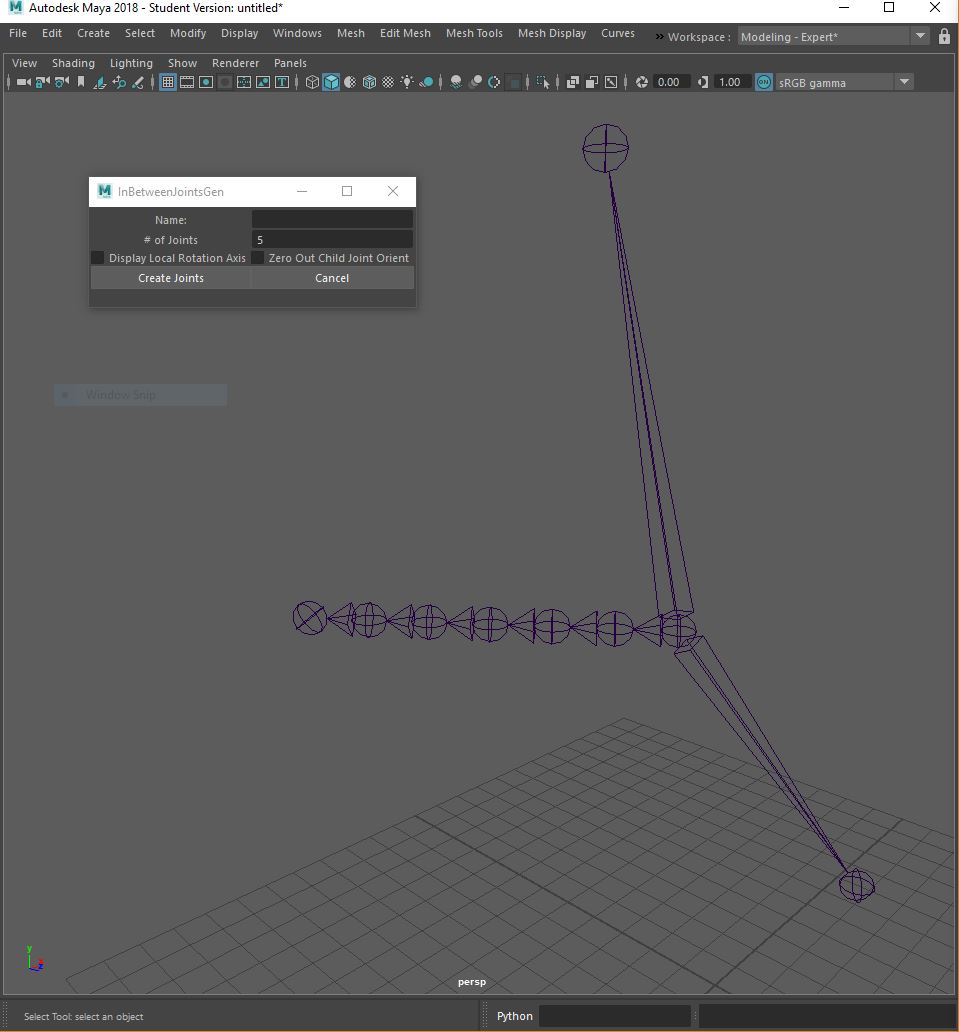 Autodesk Maya 2018 - Student Version: untitled*
File Edit Create Select Modify Display Windows Mesh Edit Mesh Mesh Tools Mesh Display Curves » Workspace : Modeling - Expert*
View Shading Lighting Show Renderer Panels
0.00 1.00 ON sRGB gamma
InBetweenJointsGen
Name:
# of Joints 5
Display Local Rotation Axis Zero Out Child Joint Orient
Create Joints Cancel
Window Snip
y
x
z
persp
Select Tool: select an object Python